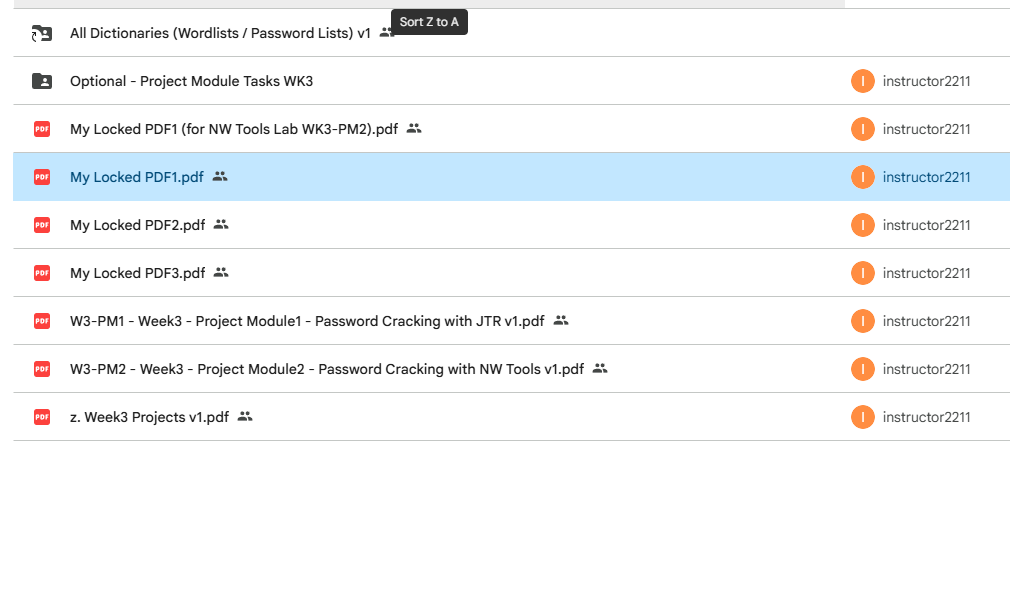 Sort Z to A
All Dictionaries (Wordlists / Password Lists) v1
Optional - Project Module Tasks WK3
I instructor2211
PDF My Locked PDF1 (for NW Tools Lab WK3-PM2).pdf
I instructor2211
PDF My Locked PDF1.pdf
I instructor2211
PDF My Locked PDF2.pdf
I instructor2211
PDF My Locked PDF3.pdf
I instructor2211
PDF W3-PM1 - Week3 - Project Module1 - Password Cracking with JTR v1.pdf
I instructor2211
PDF W3-PM2 - Week3 - Project Module2 - Password Cracking with NW Tools v1.pdf
I instructor2211
PDF z. Week3 Projects v1.pdf
I instructor2211